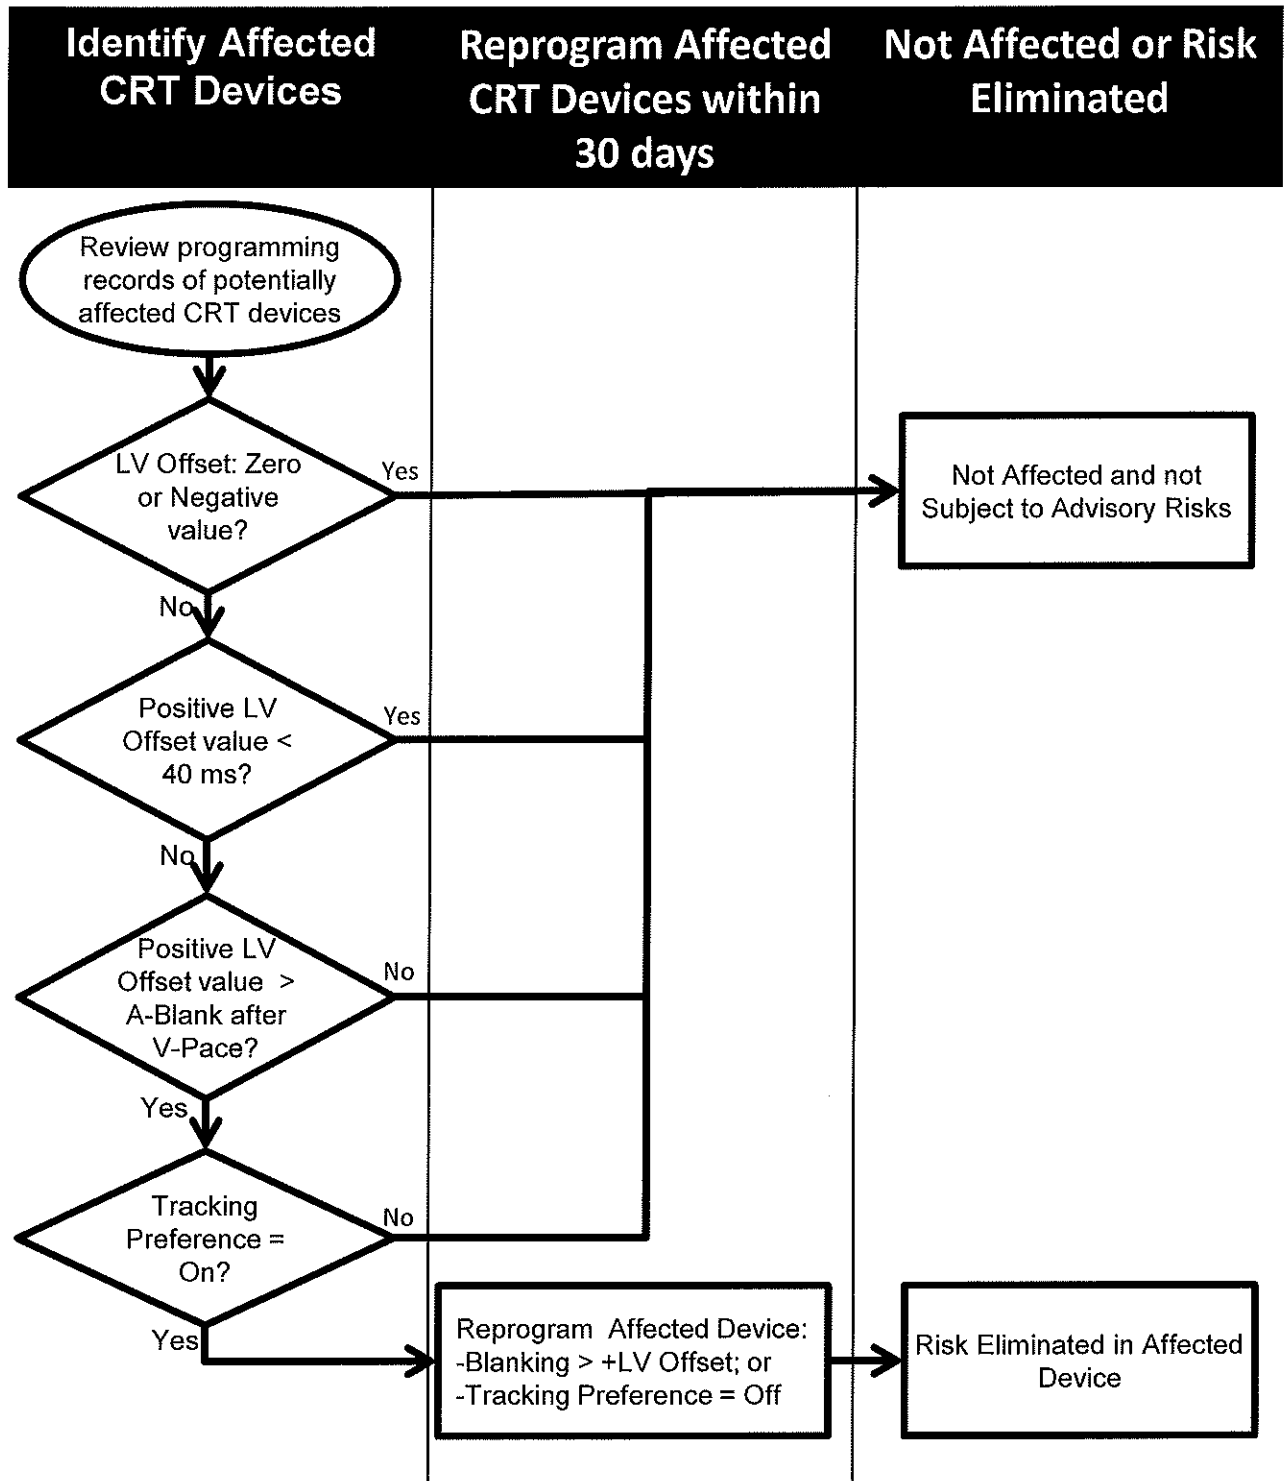 Identify Affected
CRT Devices
Reprogram Affected
CRT Devices within
30 days
Not Affected or Risk
Eliminated
Review programming
records of potentially
affected CRT devices
LV Offset: Zero
or Negative
value?
Yes
Not Affected and not
Subject to Advisory Risks
No
Positive LV
Offset value <
40 ms?
Yes
No
Positive LV
Offset value >
A-Blank after
V-Pace?
No
Yes
Tracking
Preference =
On?
No
Yes
Reprogram Affected Device:
-Blanking > +LV Offset; or
-Tracking Preference = Off
Risk Eliminated in Affected
Device